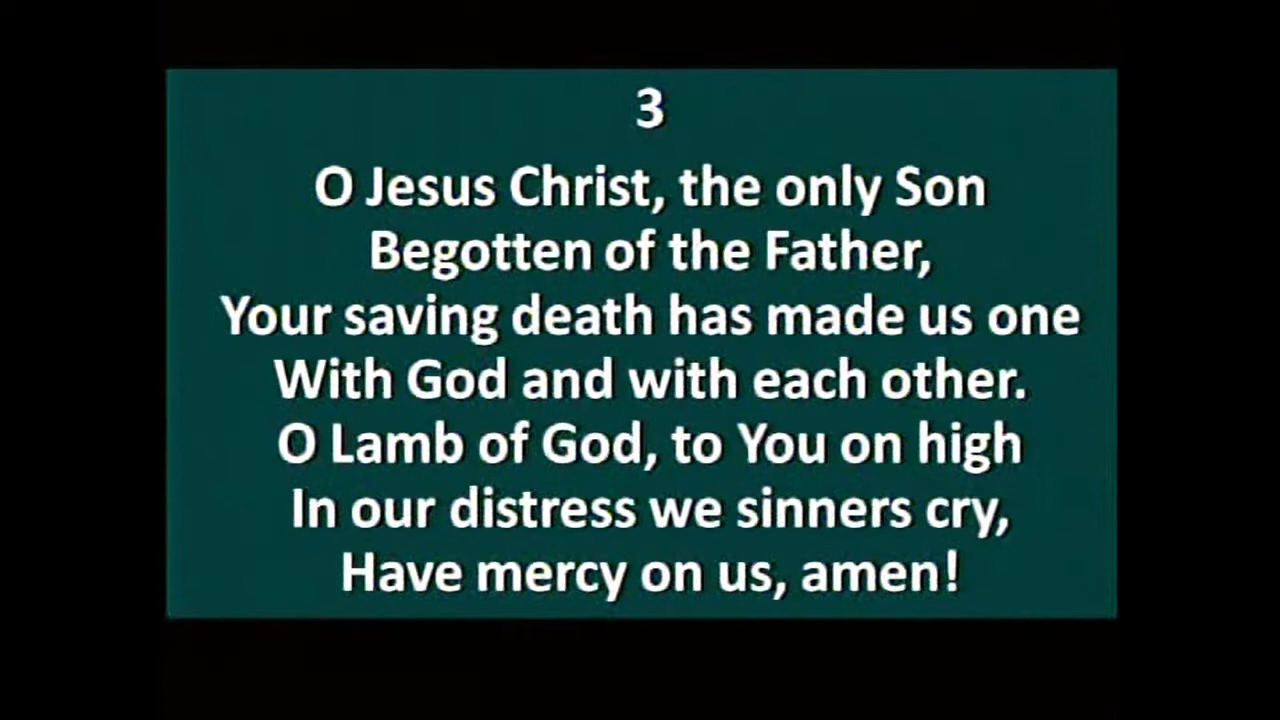 3
O Jesus Christ, the only Son
Begotten of the Father,
Your saving death has made us one
With God and with each other.
O Lamb of God, to You on high
In our distress we sinners cry,
Have mercy on us, amen!